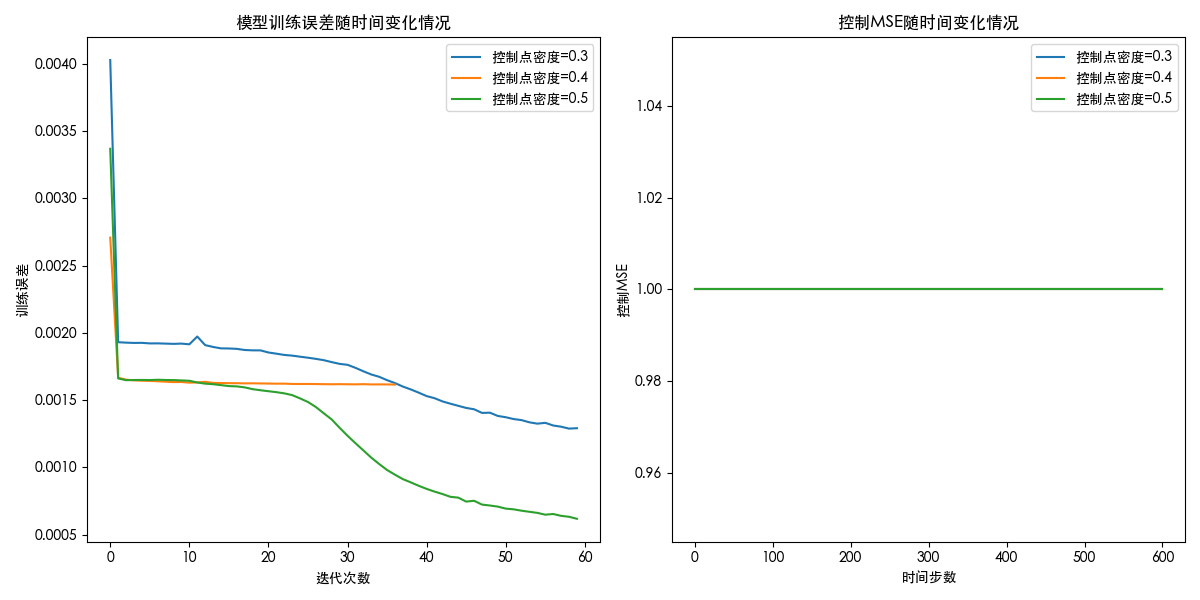 模型训练误差随时间变化情况
控制点密度=0.3
控制点密度=0.4
控制点密度=0.5
0.0040
0.0035
0.0030
0.0025
0.0020
0.0015
0.0010
0.0005
训练误差
0
10
20
30
40
50
60
迭代次数
控制MSE随时间变化情况
控制点密度=0.3
控制点密度=0.4
控制点密度=0.5
1.04
1.02
1.00
0.98
0.96
控制MSE
0
100
200
300
400
500
600
时间步数